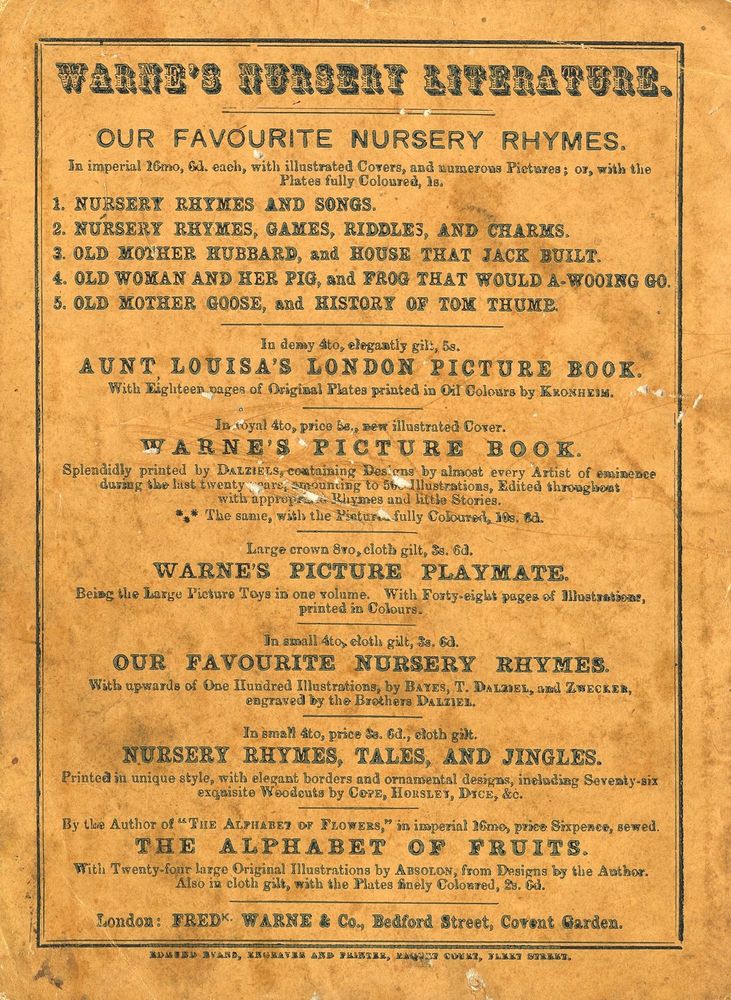 WARNE'S NURSERY LITERATURE.
OUR FAVOURITE NURSERY RHYMES.
In imperial 16mo, 6d. each, with illustrated Covers, and numerous Pictures; or, with the
Plates fully Coloured, 1s.
1. NURSERY RHYMES AND SONGS.
2. NURSERY RHYMES, GAMES, RIDDLES, AND CHARMS.
3. OLD MOTHER HUBBARD, and HOUSE THAT JACK BUILT.
4. OLD WOMAN AND HER PIG, and FROG THAT WOULD A-WOOING GO.
5. OLD MOTHER GOOSE, and HISTORY OF TOM THUMB.
In demy 4to, elegantly gilt, 5s.
AUNT LOUISA'S LONDON PICTURE BOOK.
With Eighteen pages of Original Plates printed in Oil Colours by KRONHEIM.
In royal 4to, price 5s., new illustrated Cover.
WARNE'S PICTURE BOOK.
Splendidly printed by DALZIELS, containing Designs by almost every Artist of eminence
during the last twenty years, amounting to 500 Illustrations, Edited throughout
with appropriate Rhymes and little Stories.
*** The same, with the Pictures fully Coloured, 10s. 6d.
Large crown 8vo, cloth gilt, 3s. 6d.
WARNE'S PICTURE PLAYMATE.
Being the Large Picture Toys in one volume. With Forty-eight pages of Illustrations,
printed in Colours.
In small 4to, cloth gilt, 3s. 6d.
OUR FAVOURITE NURSERY RHYMES.
With upwards of One Hundred Illustrations, by BAYES, T. DALZIEL, and ZWECKER,
engraved by the Brothers DALZIEL.
In small 4to, price 3s. 6d., cloth gilt.
NURSERY RHYMES, TALES, AND JINGLES.
Printed in unique style, with elegant borders and ornamental designs, including Seventy-six
exquisite Woodcuts by COPE, HORSLEY, DYCE, &c.
By the Author of "THE ALPHABET OF FLOWERS," in imperial 16mo, price Sixpence, sewed.
THE ALPHABET OF FRUITS.
With Twenty-four large Original Illustrations by ABSOLON, from Designs by the Author.
Also in cloth gilt, with the Plates finely Coloured, 2s. 6d.
London: FREDK. WARNE & Co., Bedford Street, Covent Garden.
EDMUND EVANS, ENGRAVER AND PRINTER, RAQUET COURT, FLEET STREET.